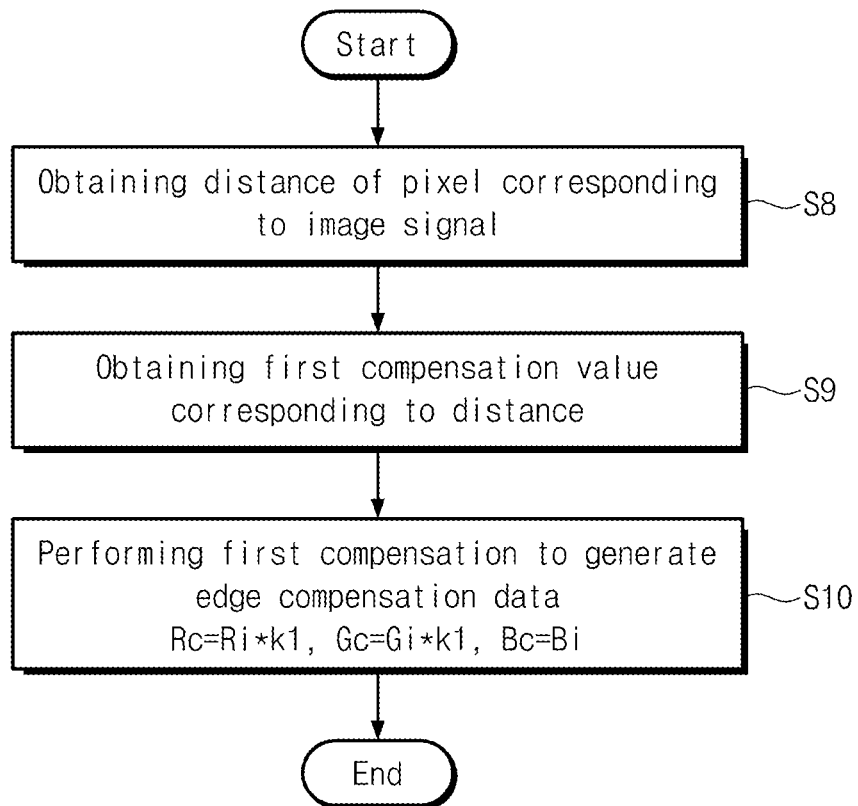 Start
Obtaining distance of pixel corresponding
to image signal
S8
Obtaining first compensation value
corresponding to distance
S9
Performing first compensation to generate
edge compensation data
Rc=Ri*k1, Gc=Gi*k1, Bc=Bi
S10
End